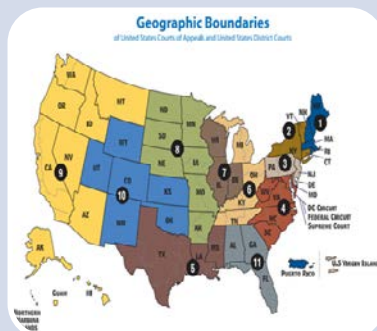 Geographic Boundaries
of United States Courts of Appeals and United States District Courts
WA
MT
ND
MN
OR
ID
WY
SD
WI
MI
VT
NH
ME
1
2
NY
MA
RI
CT
3
PA
NJ
DE
MD
DC CIRCUIT
FEDERAL CIRCUIT
SUPREME COURT
NV
CA
9
UT
CO
10
NE
IA
8
KS
MO
7
IL
IN
OH
6
KY
WV
VA
4
NC
SC
TN
AZ
NM
OK
AR
TX
LA
5
MS
AL
GA
11
FL
AK
HI
GUAM
NORTHERN
MARIANA
ISLANDS
PUERTO RICO
U.S VIRGIN ISLAND